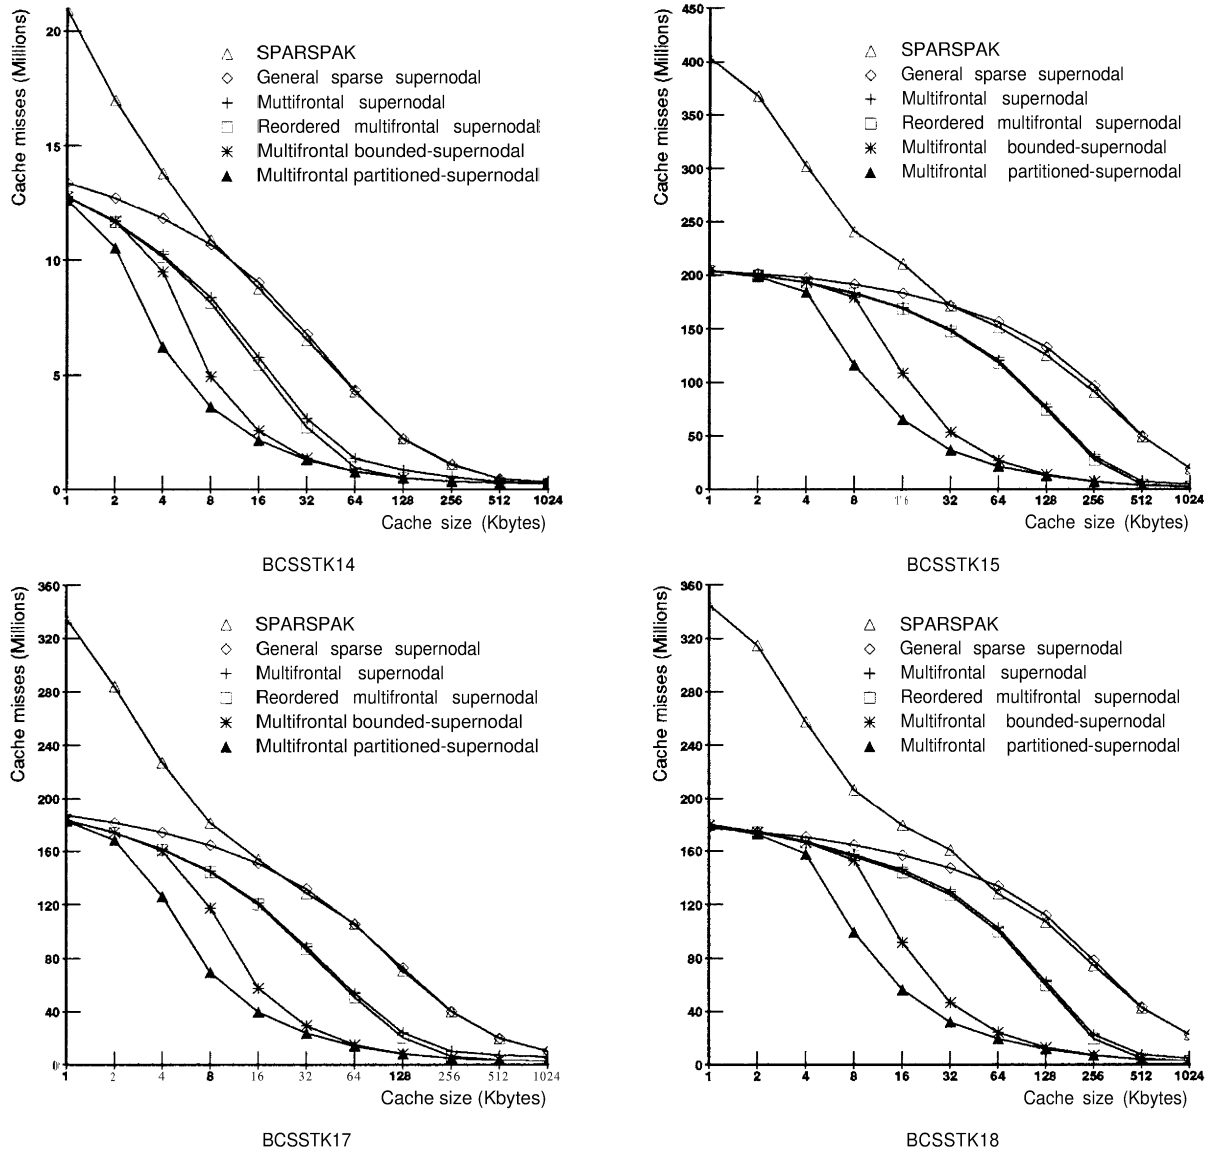 Cache misses (Millions)
20
15
10
5
0
SPARSPAK
General sparse supernodal
Muttifrontal supernodal
Reordered multifrontal supernodal
Multifrontal bounded-supernodal
Multifrontal partitioned-supernodal
1 2 4 8 16 32 64 128 256 512 1024
Cache size (Kbytes)
BCSSTK14
Cache misses (Millions)
450
400
350
300
250
200
150
100
50
0
SPARSPAK
General sparse supernodal
Multifrontal supernodal
Reordered multifrontal supernodal
Multifrontal bounded-supernodal
Multifrontal partitioned-supernodal
1 2 4 8 1'6 32 64 128 256 512 1024
Cache size (Kbytes)
BCSSTK15
Cache misses (Millions)
360
320
280
240
200
160
120
80
40
0
SPARSPAK
General sparse supernodal
Multifrontal supernodal
Reordered multifrontal supernodal
Multifrontal bounded-supernodal
Multifrontal partitioned-supernodal
1 2 4 8 16 32 64 128 256 512 1024
Cache size (Kbytes)
BCSSTK17
Cache misses (Millions)
360
320
280
240
200
160
120
80
40
0
SPARSPAK
General sparse supernodal
Multifrontal supernodal
Reordered multifrontal supernodal
Multifrontal bounded-supernodal
Multifrontal partitioned-supernodal
1 2 4 8 16 32 64 128 256 512 1024
Cache size (Kbytes)
BCSSTK18